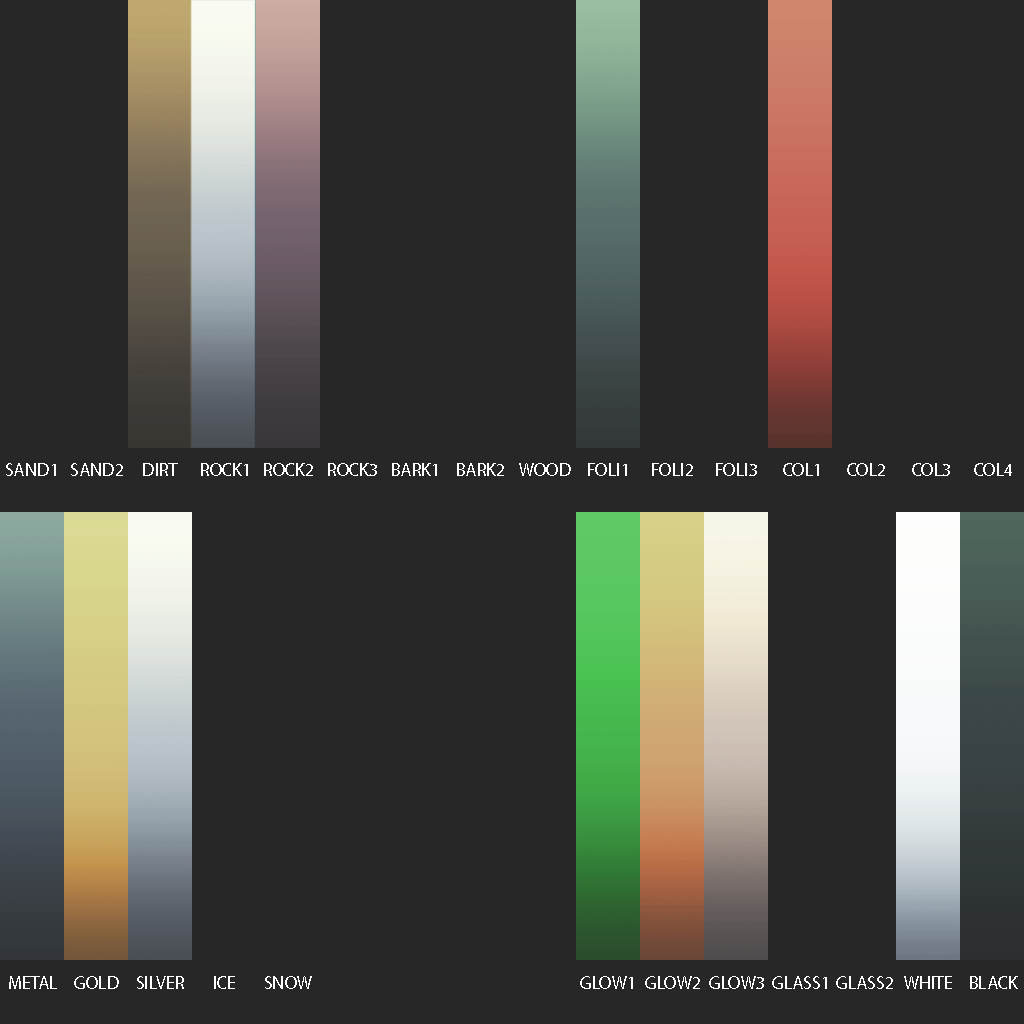 SAND1 SAND2 DIRT ROCK1 ROCK2 ROCK3 BARK1 BARK2 WOOD FOLI1 FOLI2 FOLI3 COL1 COL2 COL3 COL4
METAL GOLD SILVER ICE SNOW GLOW1 GLOW2 GLOW3 GLASS1 GLASS2 WHITE BLACK